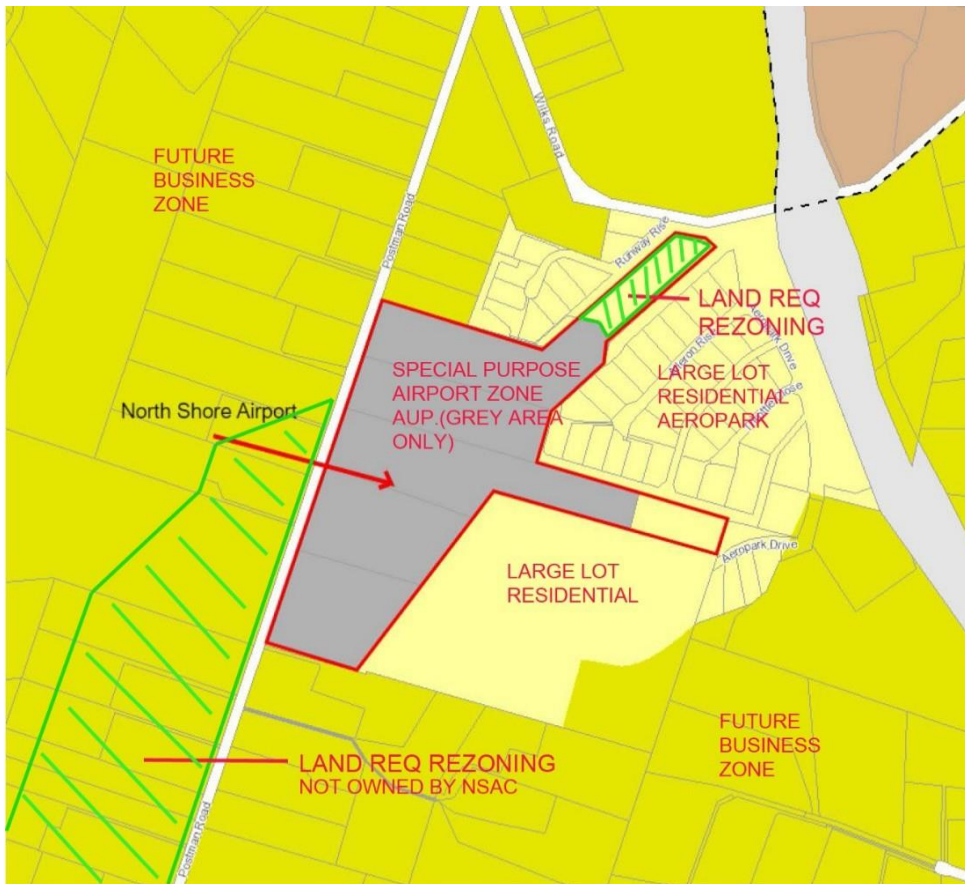 Wilks Road
FUTURE
BUSINESS
ZONE
Postman Road
Runway Rise
LAND REQ
REZONING
Aeropark Drive
SPECIAL PURPOSE
AIRPORT ZONE
AUP.(GREY AREA
ONLY)
LARGE LOT
RESIDENTIAL
AEROPARK
North Shore Airport
Aeropark Drive
LARGE LOT
RESIDENTIAL
FUTURE
BUSINESS
ZONE
LAND REQ REZONING
NOT OWNED BY NSAC
Postman Road